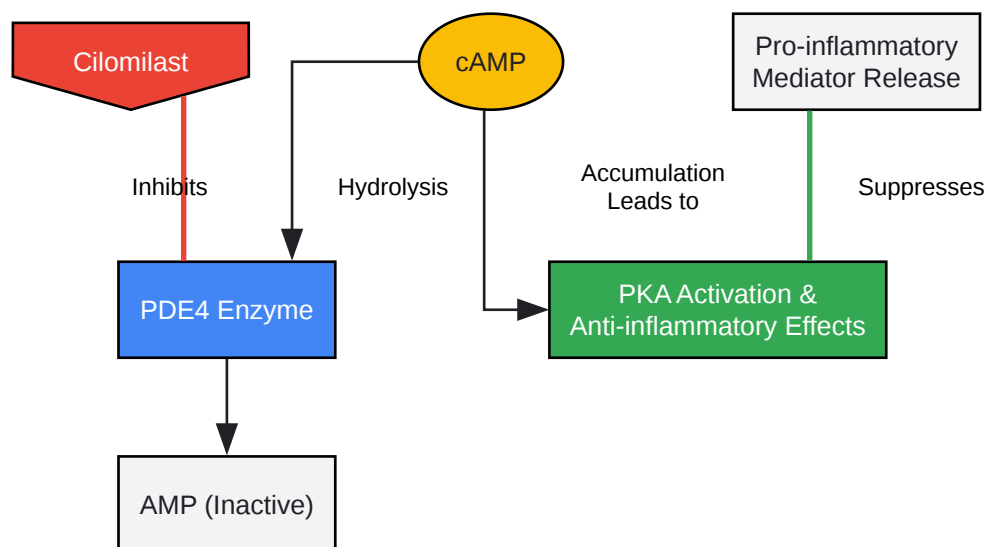 Cilomilast
cAMP
Pro-inflammatory
Mediator Release
Inhibits
Hydrolysis
Accumulation
Leads to
Suppresses
PDE4 Enzyme
PKA Activation &
Anti-inflammatory Effects
AMP (Inactive)